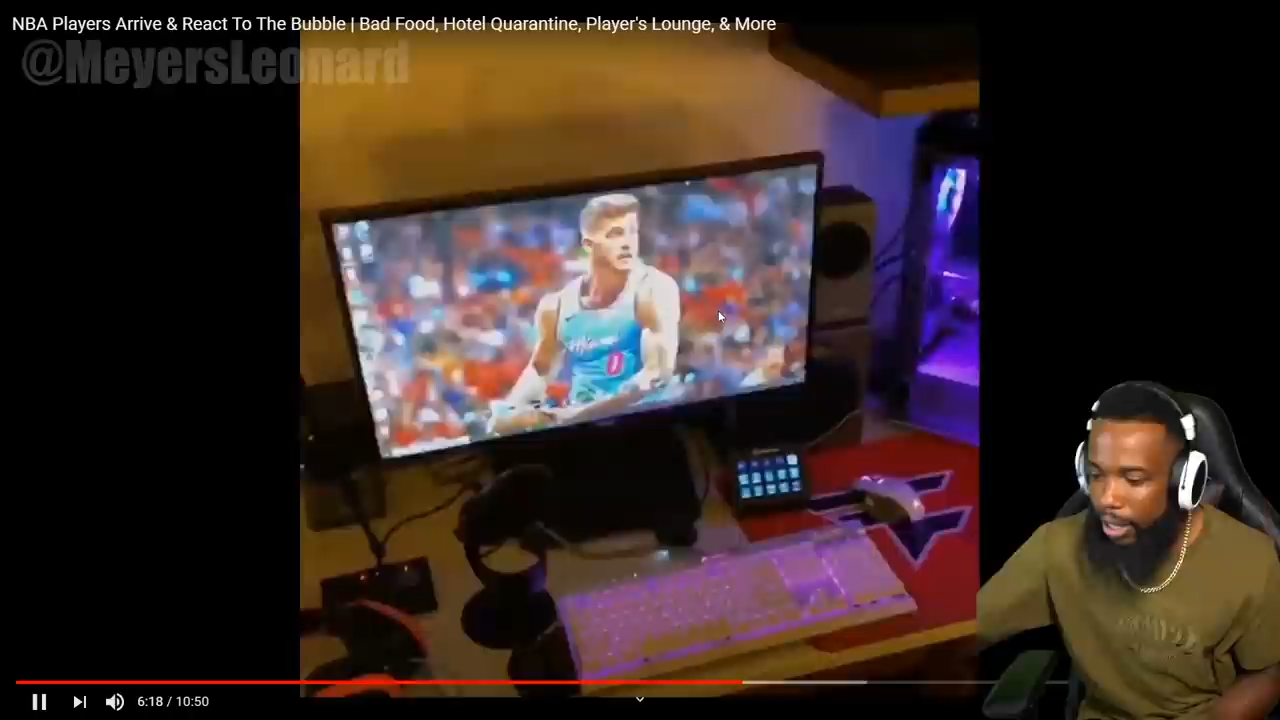 NBA Players Arrive & React To The Bubble | Bad Food, Hotel Quarantine, Player's Lounge, & More
@MeyersLeonard
0
6:18 / 10:50